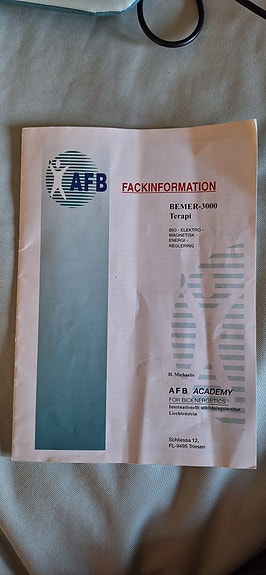 AFB
FACKINFORMATION
BEMER-3000
Terapi
BIO - ELEKTRO -
MAGNETISK -
ENERGI -
REGLERING
H. Michaelis
A F B ACADEMY
FOR BIOENERGETICS
Internationellt utbildningsinstitut
Liechtenstein
Schliessa 12,
FL-9495 Triesen